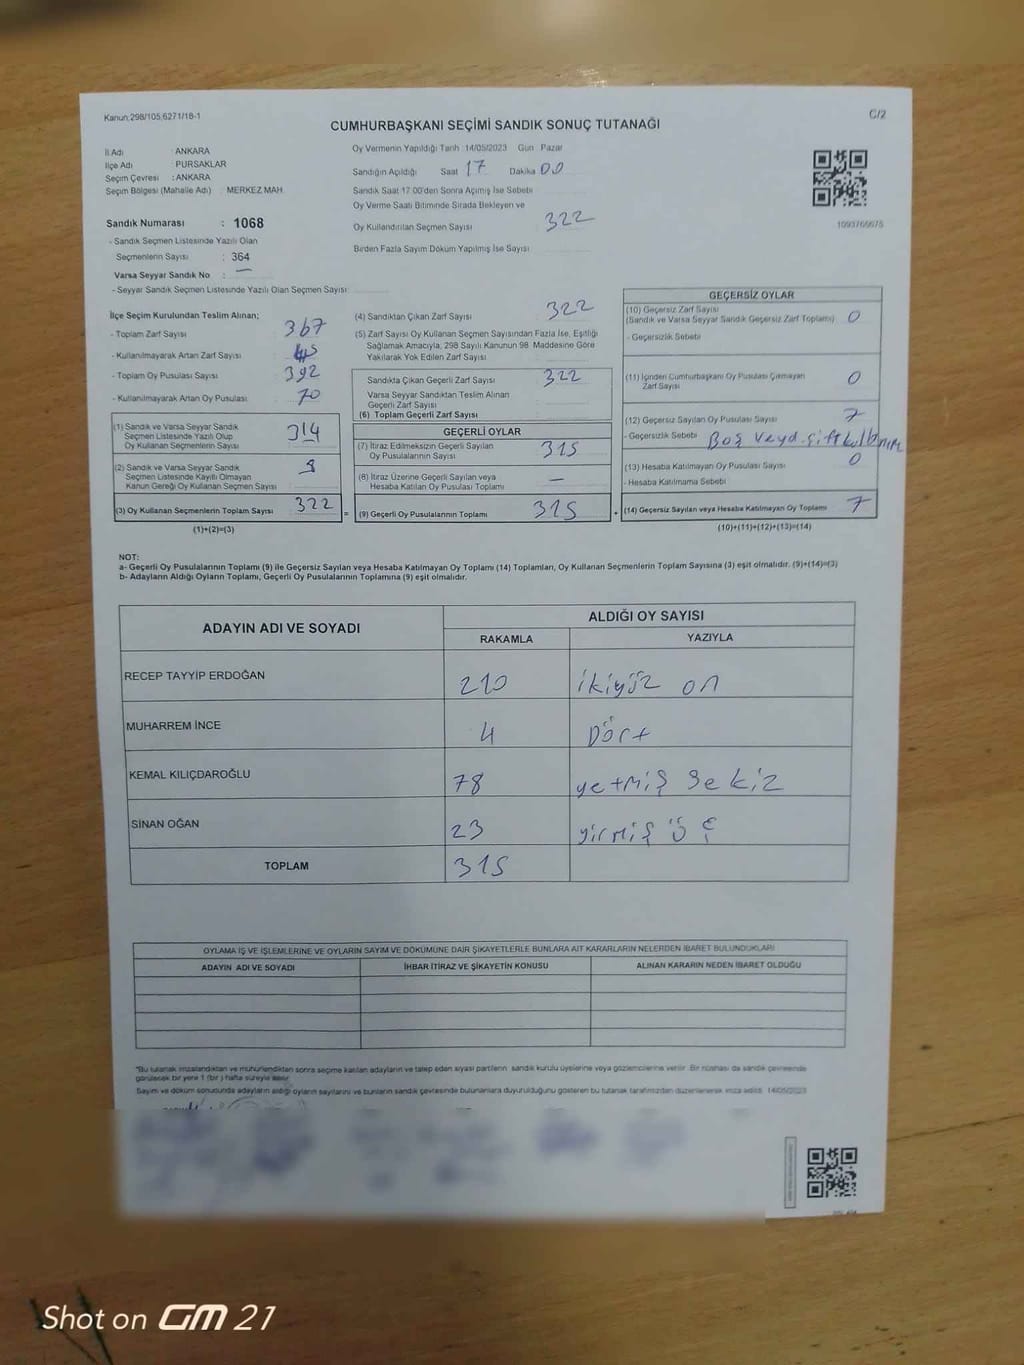 Kanun;298/105,6271/18-1
C/2
CUMHURBAŞKANI SEÇİMİ SANDIK SONUÇ TUTANAĞI
İl Adı : ANKARA
İlçe Adı : PURSAKLAR
Seçim Çevresi : ANKARA
Seçim Bölgesi (Mahalle Adı) : MERKEZ MAH.
Oy Vermenin Yapıldığı Tarih 14/05/2023 Gün Pazar
Sandığın Açıldığı Saat 17 Dakika 00
Sandık Saat 17.00'den Sonra Açılmış İse Sebebi
Oy Verme Saati Bitiminde Sırada Bekleyen ve
Oy Kullandırılan Seçmen Sayısı 322
Birden Fazla Sayım Döküm Yapılmış İse Sayısı
1093766675
Sandık Numarası : 1068
- Sandık Seçmen Listesinde Yazılı Olan
Seçmenlerin Sayısı : 364
Varsa Seyyar Sandık No : —
- Seyyar Sandık Seçmen Listesinde Yazılı Olan Seçmen Sayısı:
İlçe Seçim Kurulundan Teslim Alınan;
- Toplam Zarf Sayısı 367
- Kullanılmayarak Artan Zarf Sayısı
- Toplam Oy Pusulası Sayısı 392
- Kullanılmayarak Artan Oy Pusulası 70
(1) Sandık ve Varsa Seyyar Sandık
Seçmen Listesinde Yazılı Olup
Oy Kullanan Seçmenlerin Sayısı 314
(2) Sandık ve Varsa Seyyar Sandık
Seçmen Listesinde Kayıtlı Olmayan
Kanun Gereği Oy Kullanan Seçmen Sayısı 8
(3) Oy Kullanan Seçmenlerin Toplam Sayısı 322
(1)+(2)=(3)
(4) Sandıktan Çıkan Zarf Sayısı 322
(5) Zarf Sayısı Oy Kullanan Seçmen Sayısından Fazla İse, Eşitliği
Sağlamak Amacıyla, 298 Sayılı Kanunun 98. Maddesine Göre
Yakılarak Yok Edilen Zarf Sayısı
Sandıkta Çıkan Geçerli Zarf Sayısı 322
Varsa Seyyar Sandıktan Teslim Alınan
Geçerli Zarf Sayısı
(6) Toplam Geçerli Zarf Sayısı
GEÇERLİ OYLAR
(7) İtiraz Edilmeksizin Geçerli Sayılan
Oy Pusulalarının Sayısı 315
(8) İtiraz Üzerine Geçerli Sayılan veya
Hesaba Katılan Oy Pusulası Toplamı —
= (9) Geçerli Oy Pusulalarının Toplamı 315
GEÇERSİZ OYLAR
(10) Geçersiz Zarf Sayısı
(Sandık ve Varsa Seyyar Sandık Geçersiz Zarf Toplamı) 0
- Geçersizlik Sebebi
(11) İçinden Cumhurbaşkanı Oy Pusulası Çıkmayan
Zarf Sayısı 0
(12) Geçersiz Sayılan Oy Pusulası Sayısı 7
- Geçersizlik Sebebi Boş veya çift kullanım
(13) Hesaba Katılmayan Oy Pusulası Sayısı 0
- Hesaba Katılmama Sebebi
+ (14) Geçersiz Sayılan veya Hesaba Katılmayan Oy Toplamı 7
(10)+(11)+(12)+(13)=(14)
NOT:
a- Geçerli Oy Pusulalarının Toplamı (9) ile Geçersiz Sayılan veya Hesaba Katılmayan Oy Toplamı (14) Toplamları, Oy Kullanan Seçmenlerin Toplam Sayısına (3) eşit olmalıdır. (9)+(14)=(3)
b- Adayların Aldığı Oyların Toplamı, Geçerli Oy Pusulalarının Toplamına (9) eşit olmalıdır.
ADAYIN ADI VE SOYADI
ALDIĞI OY SAYISI
RAKAMLA YAZIYLA
RECEP TAYYİP ERDOĞAN 210 ikiyüz on
MUHARREM İNCE 4 Dört
KEMAL KILIÇDAROĞLU 78 yetmiş sekiz
SİNAN OĞAN 23 yirmiş üç
TOPLAM 315
OYLAMA İŞ VE İŞLEMLERİNE VE OYLARIN SAYIM VE DÖKÜMÜNE DAİR ŞİKAYETLERLE BUNLARA AİT KARARLARIN NELERDEN İBARET BULUNDUKLARI
ADAYIN ADI VE SOYADI İHBAR İTİRAZ VE ŞİKAYETİN KONUSU ALINAN KARARIN NEDEN İBARET OLDUĞU
*Bu tutanak imzalandıktan ve mühürlendikten sonra seçime katılan adayların ve talep eden siyasi partilerin sandık kurulu üyelerine veya gözlemcilerine verilir. Bir nüshası da sandık çevresinde
görülecek bir yere 1 (bir) hafta süreyle asılır.
Sayım ve döküm sonucunda adayların aldığı oyların sayılarını ve bunların sandık çevresinde bulunanlara duyurulduğunu gösteren bu tutanak tarafımızdan düzenlenerek imza edildi. 14/05/2023
Shot on GM 21